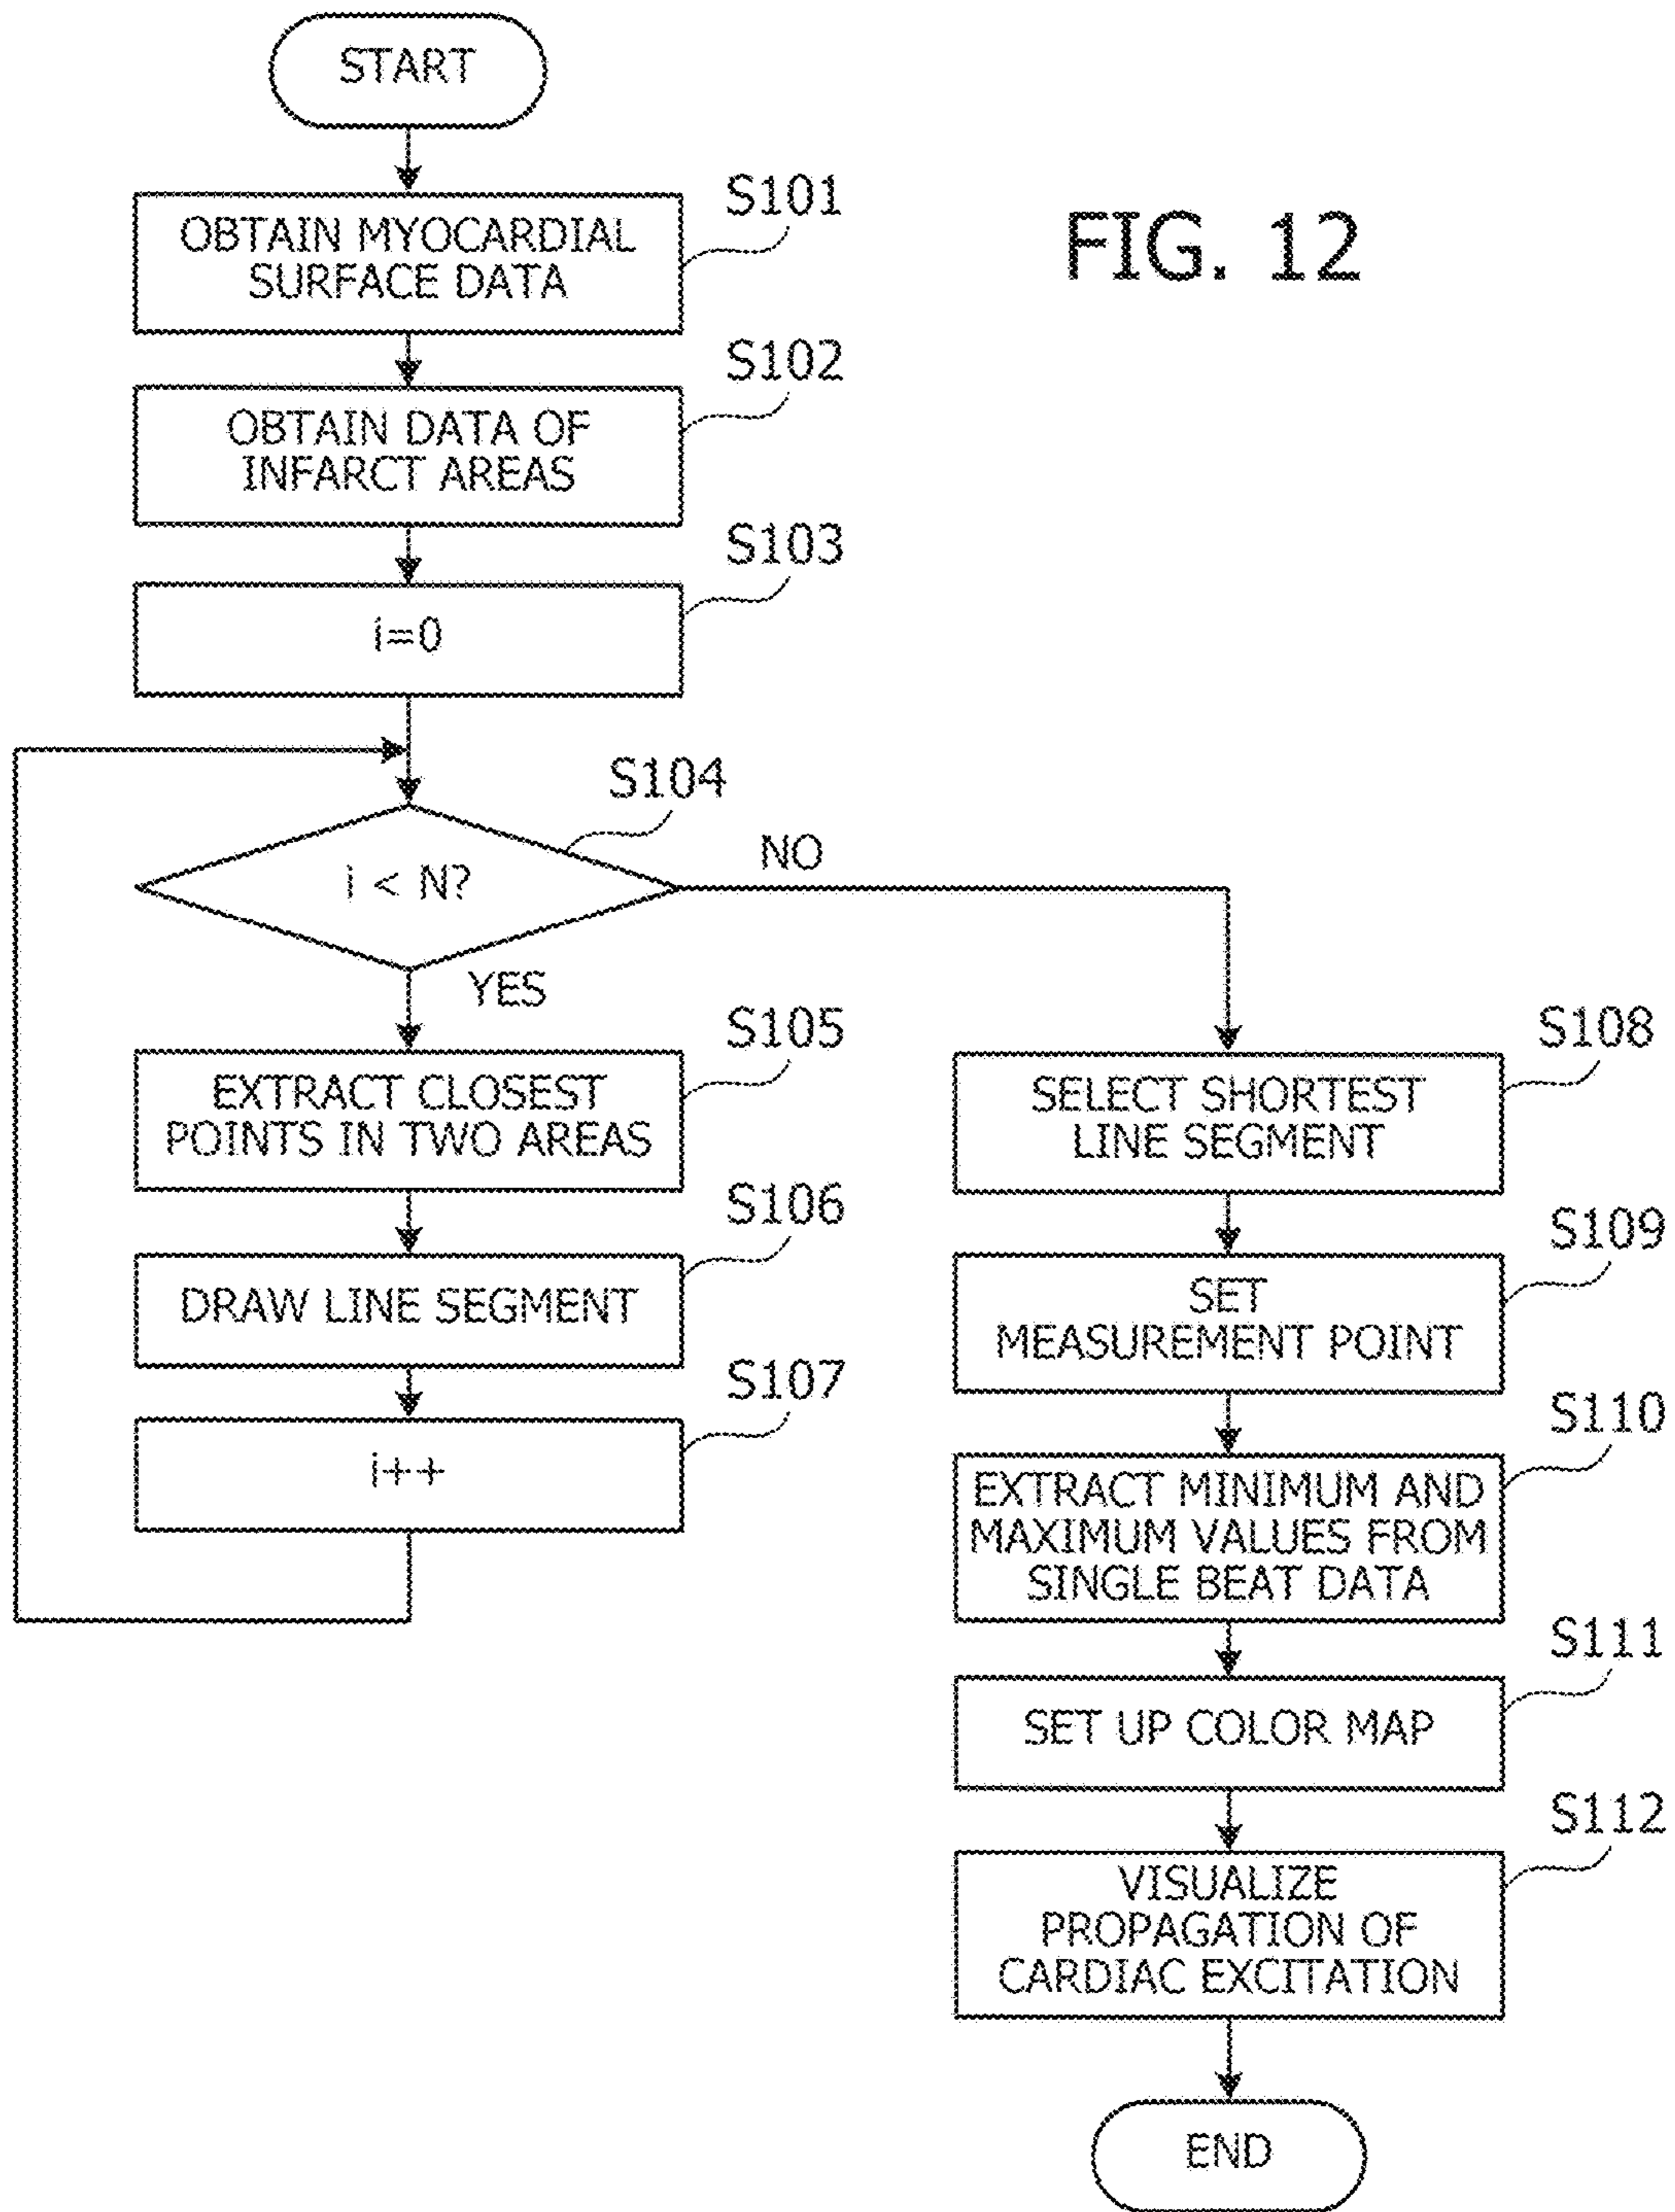 START
FIG. 12
S101
OBTAIN MYOCARDIAL
SURFACE DATA
S102
OBTAIN DATA OF
INFARCT AREAS
S103
i=0
S104
i < N?
NO
YES
S105
EXTRACT CLOSEST
POINTS IN TWO AREAS
S106
DRAW LINE SEGMENT
S107
i++
S108
SELECT SHORTEST
LINE SEGMENT
S109
SET
MEASUREMENT POINT
S110
EXTRACT MINIMUM AND
MAXIMUM VALUES FROM
SINGLE BEAT DATA
S111
SET UP COLOR MAP
S112
VISUALIZE
PROPAGATION OF
CARDIAC EXCITATION
END